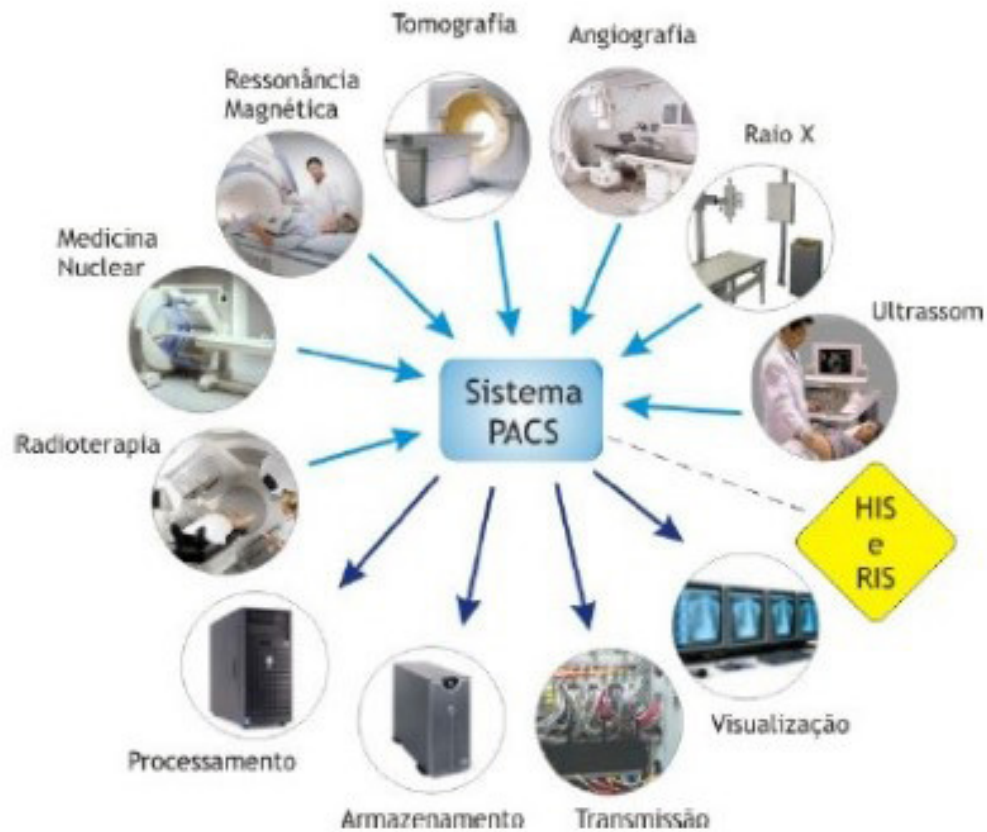 Tomografia
Angiografia
Ressonância
Magnética
Raio X
Medicina
Nuclear
Ultrassom
Sistema
PACS
Radioterapia
HIS
e
RIS
Visualização
Processamento
Armazenamento
Transmissão